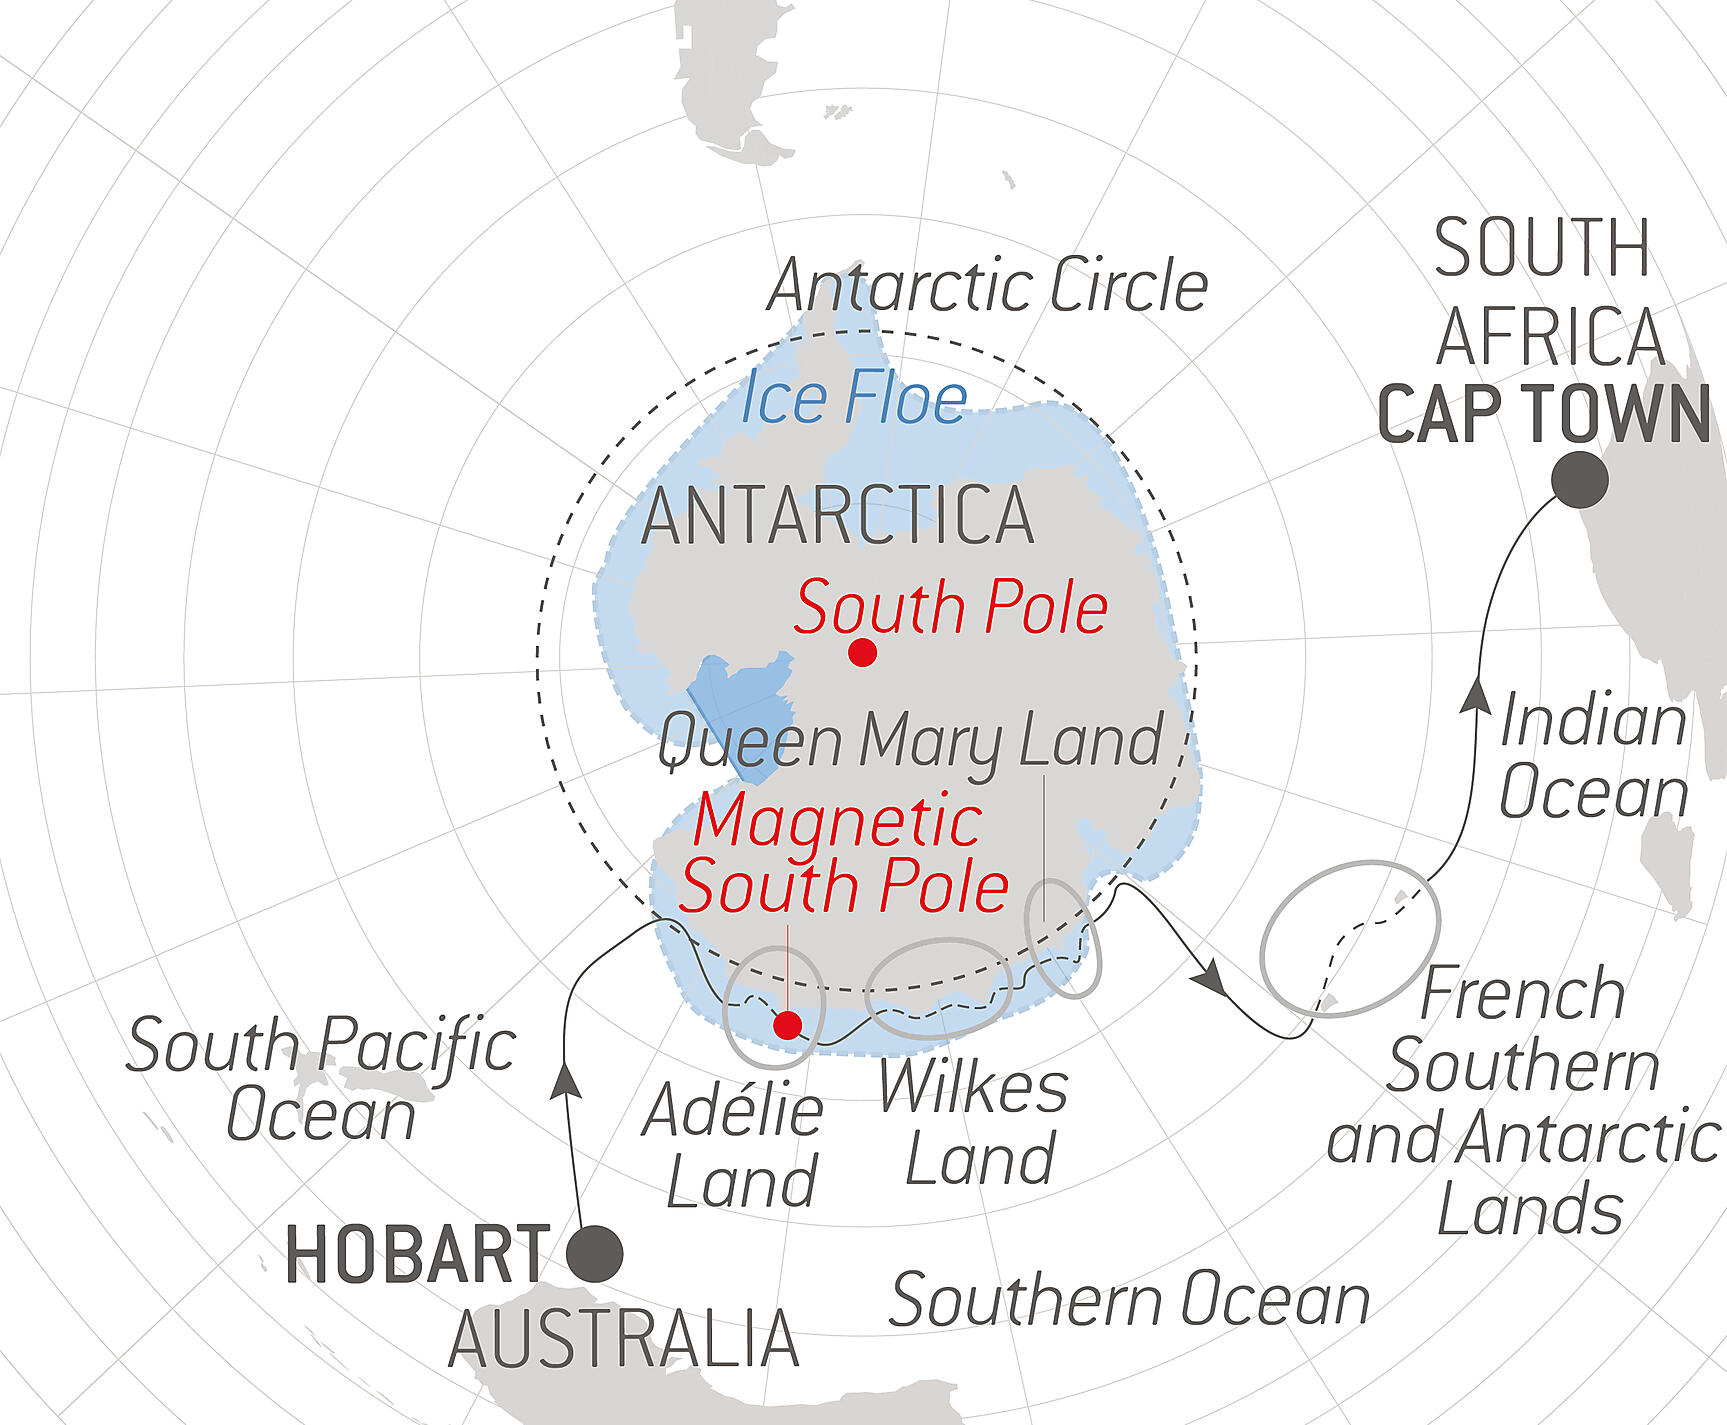 Antarctic Circle
SOUTH
AFRICA
CAP TOWN
Ice Floe
ANTARCTICA
South Pole
Queen Mary Land
Indian
Ocean
Magnetic
South Pole
French
Southern
and Antarctic
Lands
South Pacific
Ocean
Adélie
Land
Wilkes
Land
HOBART
AUSTRALIA
Southern Ocean